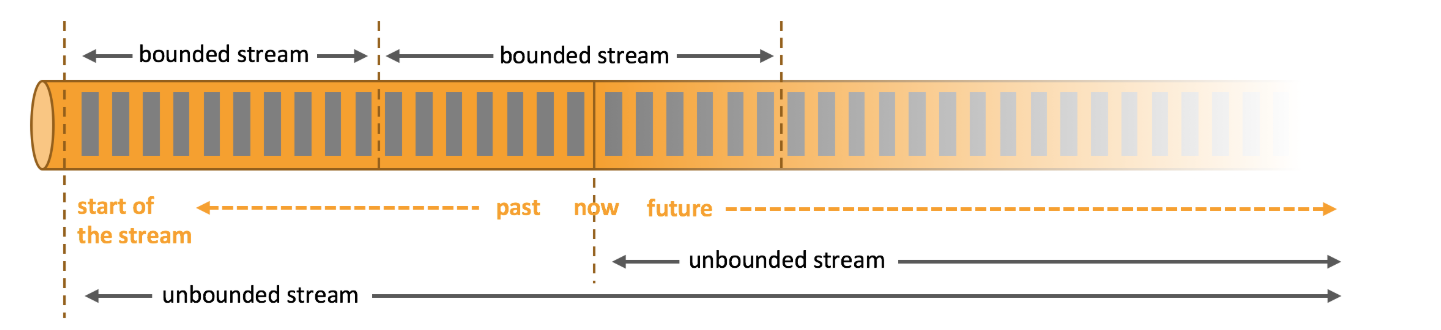 bounded stream
bounded stream
start of
the stream
past
now
future
unbounded stream
unbounded stream